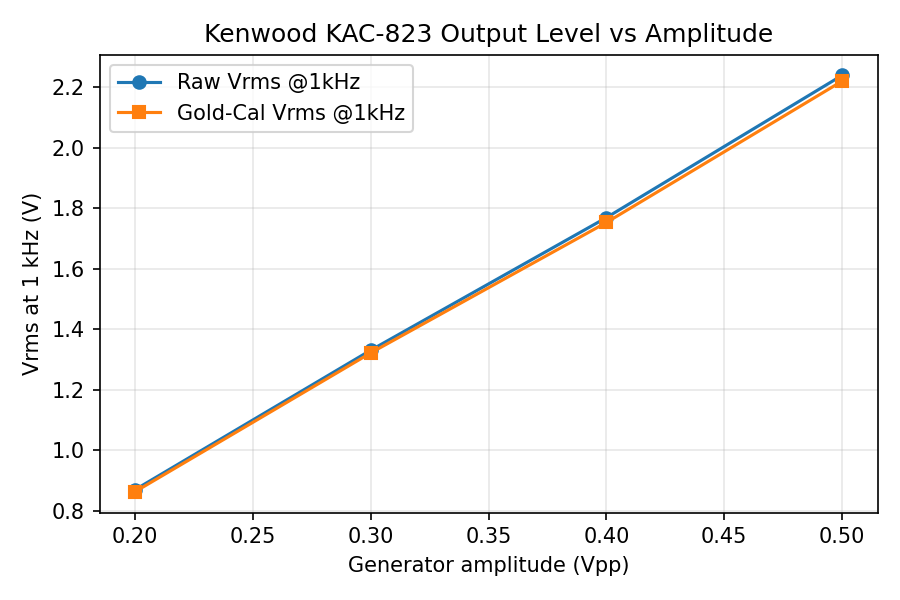 Kenwood KAC-823 Output Level vs Amplitude
Raw Vrms @1kHz
Gold-Cal Vrms @1kHz
Vrms at 1 kHz (V)
2.2
2.0
1.8
1.6
1.4
1.2
1.0
0.8
0.20 0.25 0.30 0.35 0.40 0.45 0.50
Generator amplitude (Vpp)